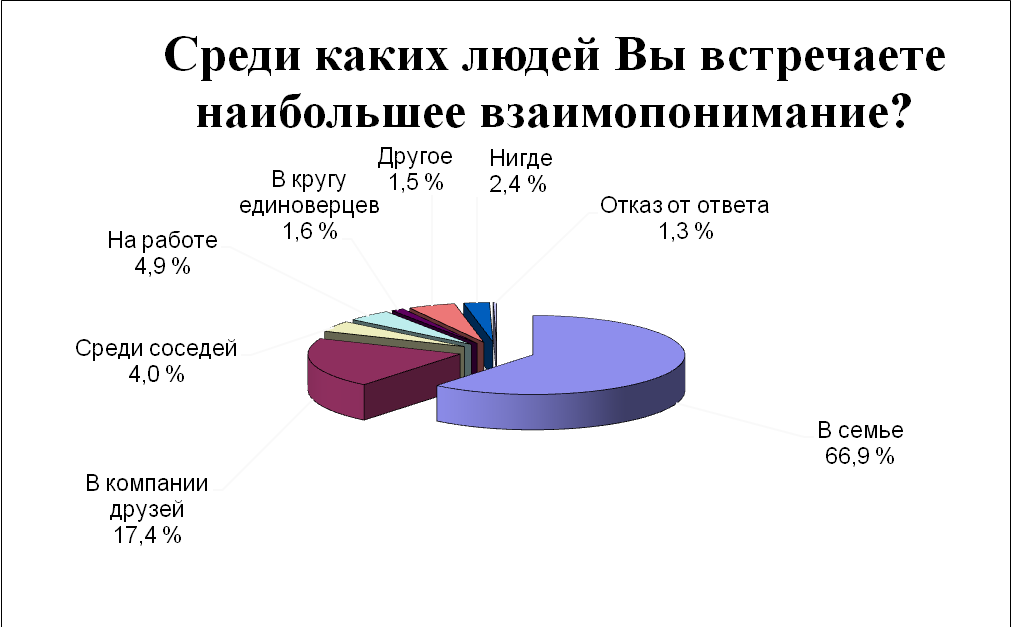 Среди каких людей Вы встречаете
наибольшее взаимопонимание?
Другое
1,5 %
Нигде
2,4 %
В кругу
единоверцев
1,6 %
Отказ от ответа
1,3 %
На работе
4,9 %
Среди соседей
4,0 %
В семье
66,9 %
В компании
друзей
17,4 %